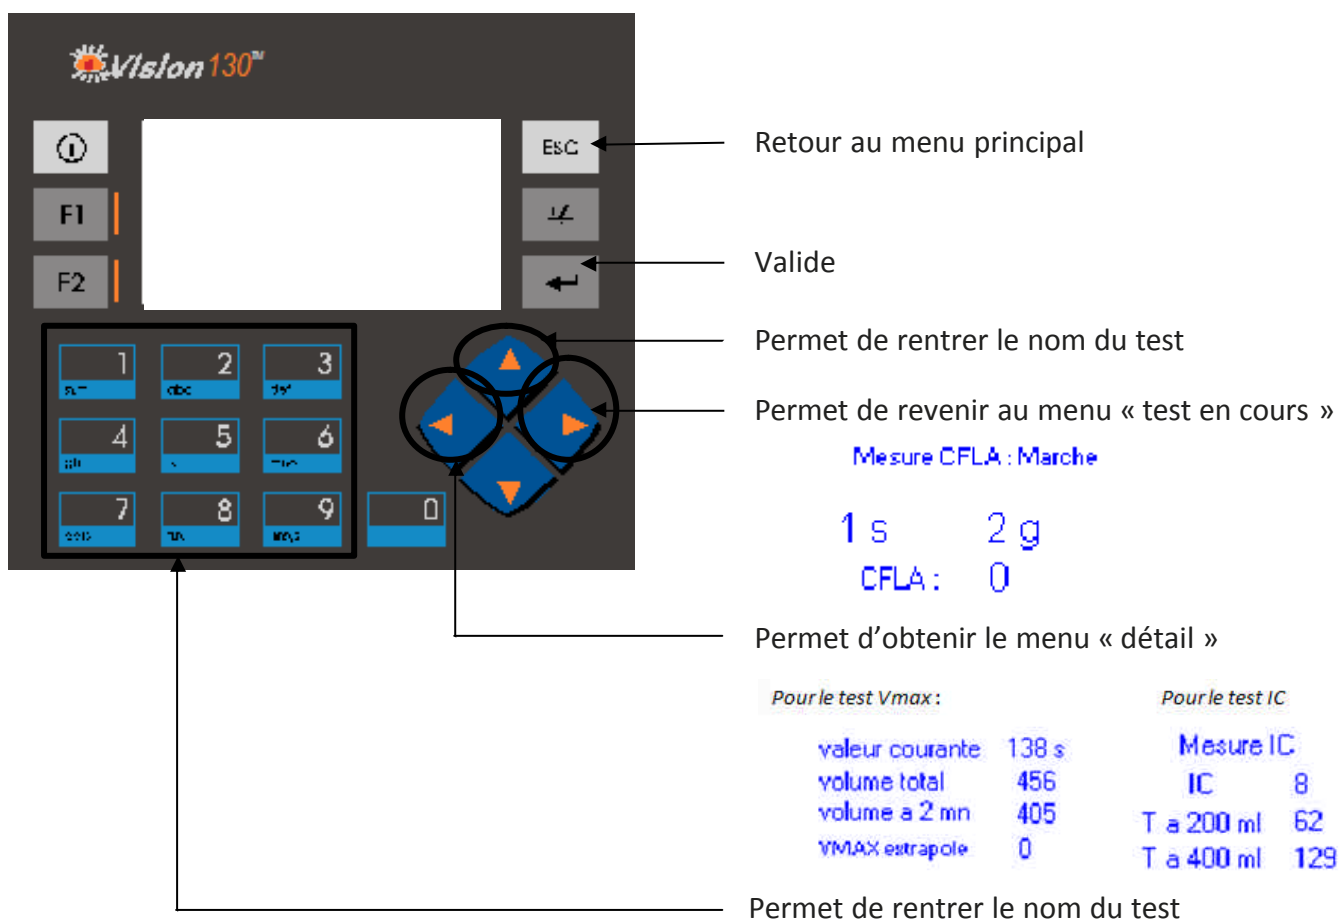 Vision 130™
ESC
F1
F2
1
2
abc
3
def
4
5
6
7
8
9
0
Retour au menu principal
Valide
Permet de rentrer le nom du test
Permet de revenir au menu « test en cours »
Mesure CFLA : Marche
1 s 2 g
CFLA : 0
Permet d’obtenir le menu « détail »
Pour le test Vmax :
valeur courante 138 s
volume total 456
volume a 2 mn 405
VMAX estrapole 0
Pour le test IC
Mesure IC
IC 8
T a 200 ml 62
T a 400 ml 129
Permet de rentrer le nom du test